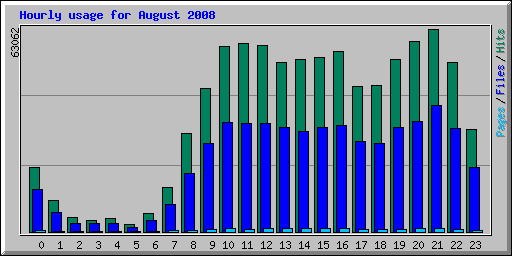 Hourly usage for August 2008
63062
Pages / Files / Hits
0 1 2 3 4 5 6 7 8 9 10 11 12 13 14 15 16 17 18 19 20 21 22 23